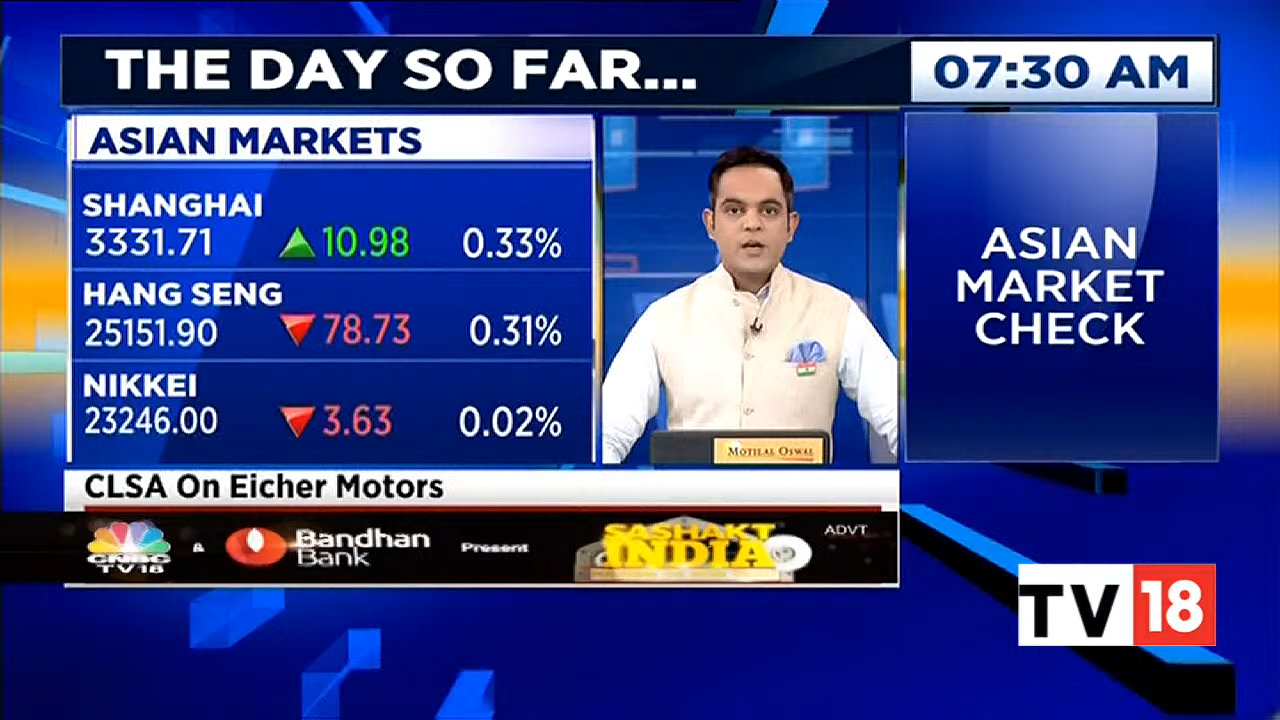 THE DAY SO FAR...
07:30 AM
ASIAN MARKETS
SHANGHAI
3331.71 ▲ 10.98 0.33%
HANG SENG
25151.90 ▼ 78.73 0.31%
NIKKEI
23246.00 ▼ 3.63 0.02%
MOTILAL OSWAL
ASIAN
MARKET
CHECK
CLSA On Eicher Motors
CNBC
TV18
&
Bandhan
Bank
Present
SASHAKT
INDIA
ADVT
TV18